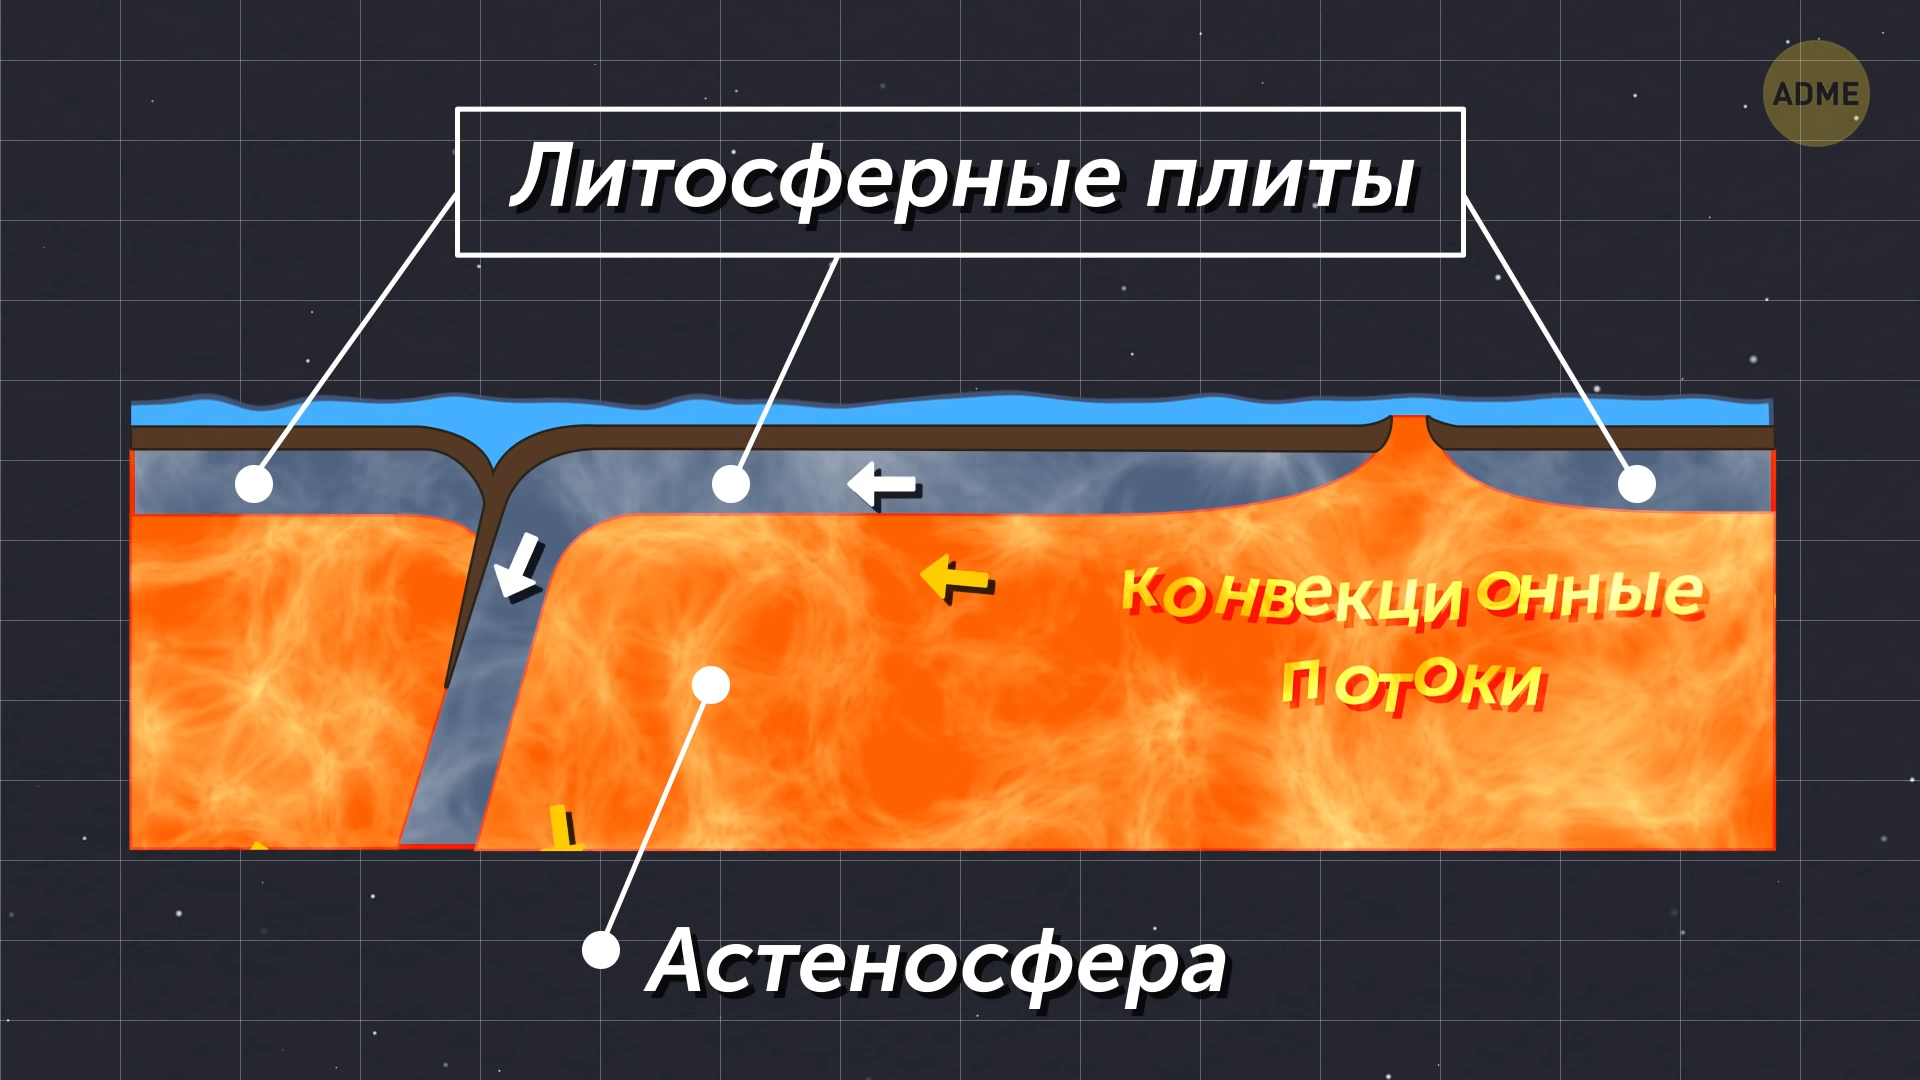 ADME
Литосферные плиты
Конвекционные
потоки
Астеносфера